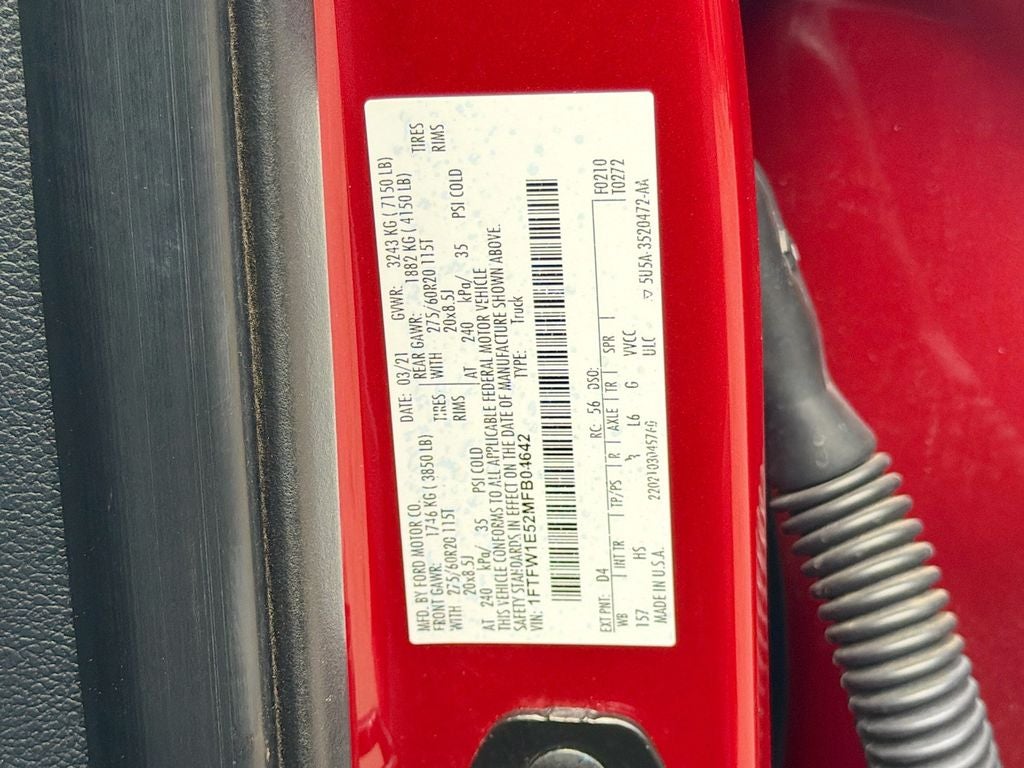 MFD. BY FORD MOTOR CO.
DATE: 03/21 GVWR: 3243 KG ( 7150 LB)
FRONT GAWR: 1746 KG ( 3850 LB) REAR GAWR: 1882 KG ( 4150 LB)
WITH 275/60R20 115T TIRES WITH 275/60R20 115T TIRES
20x8.5J RIMS 20x8.5J RIMS
AT 240 kPa/ 35 PSI COLD AT 240 kPa/ 35 PSI COLD
THIS VEHICLE CONFORMS TO ALL APPLICABLE FEDERAL MOTOR VEHICLE
SAFETY STANDARDS IN EFFECT ON THE DATE OF MANUFACTURE SHOWN ABOVE.
VIN: 1FTFW1E52MFB04642 TYPE: Truck
F0210
EXT PNT: D4 RC: 56 DSO: T0272
WB INT TR TP/PS R AXLE TR SPR
157 HS L6 G VVCC
MADE IN U.S.A. ULC 5U5A-3520472-AA